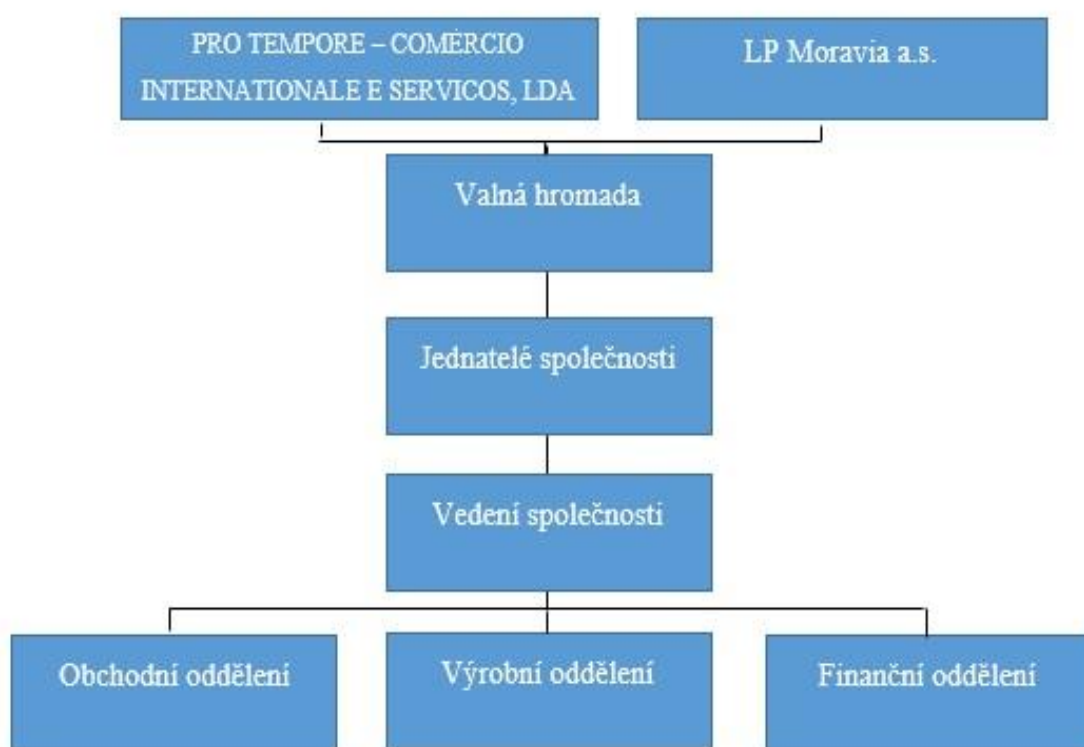 PRO TEMPORE – COMÉRCIO
INTERNATIONALE E SERVICOS, LDA
LP Moravia a.s.
Valná hromada
Jednatelé společnosti
Vedení společnosti
Obchodní oddělení
Výrobní oddělení
Finanční oddělení